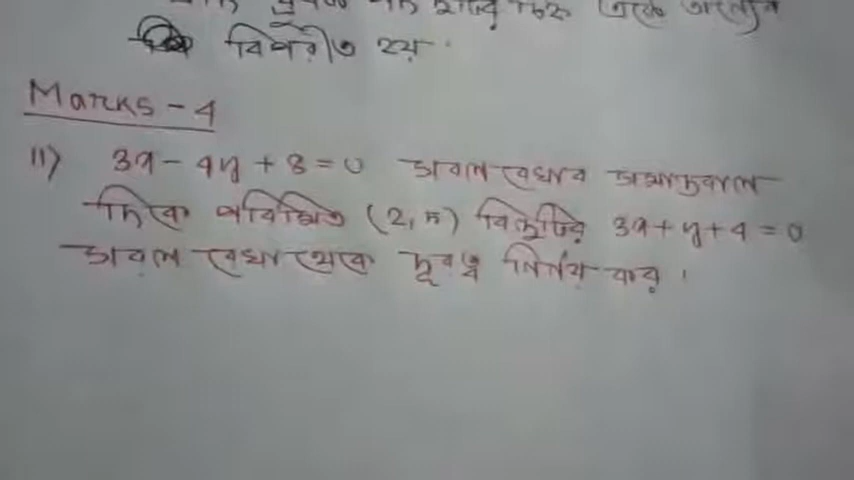 বিপরীত হয়
Marks - 4
11) 3x - 4y + 8 = 0 সরলরেখার সমান্তরাল
দিকে পরিমিত (2, 5) বিন্দুটির 3x + y + 4 = 0
সরল রেখা থেকে দূরত্ব নির্ণয় কর।